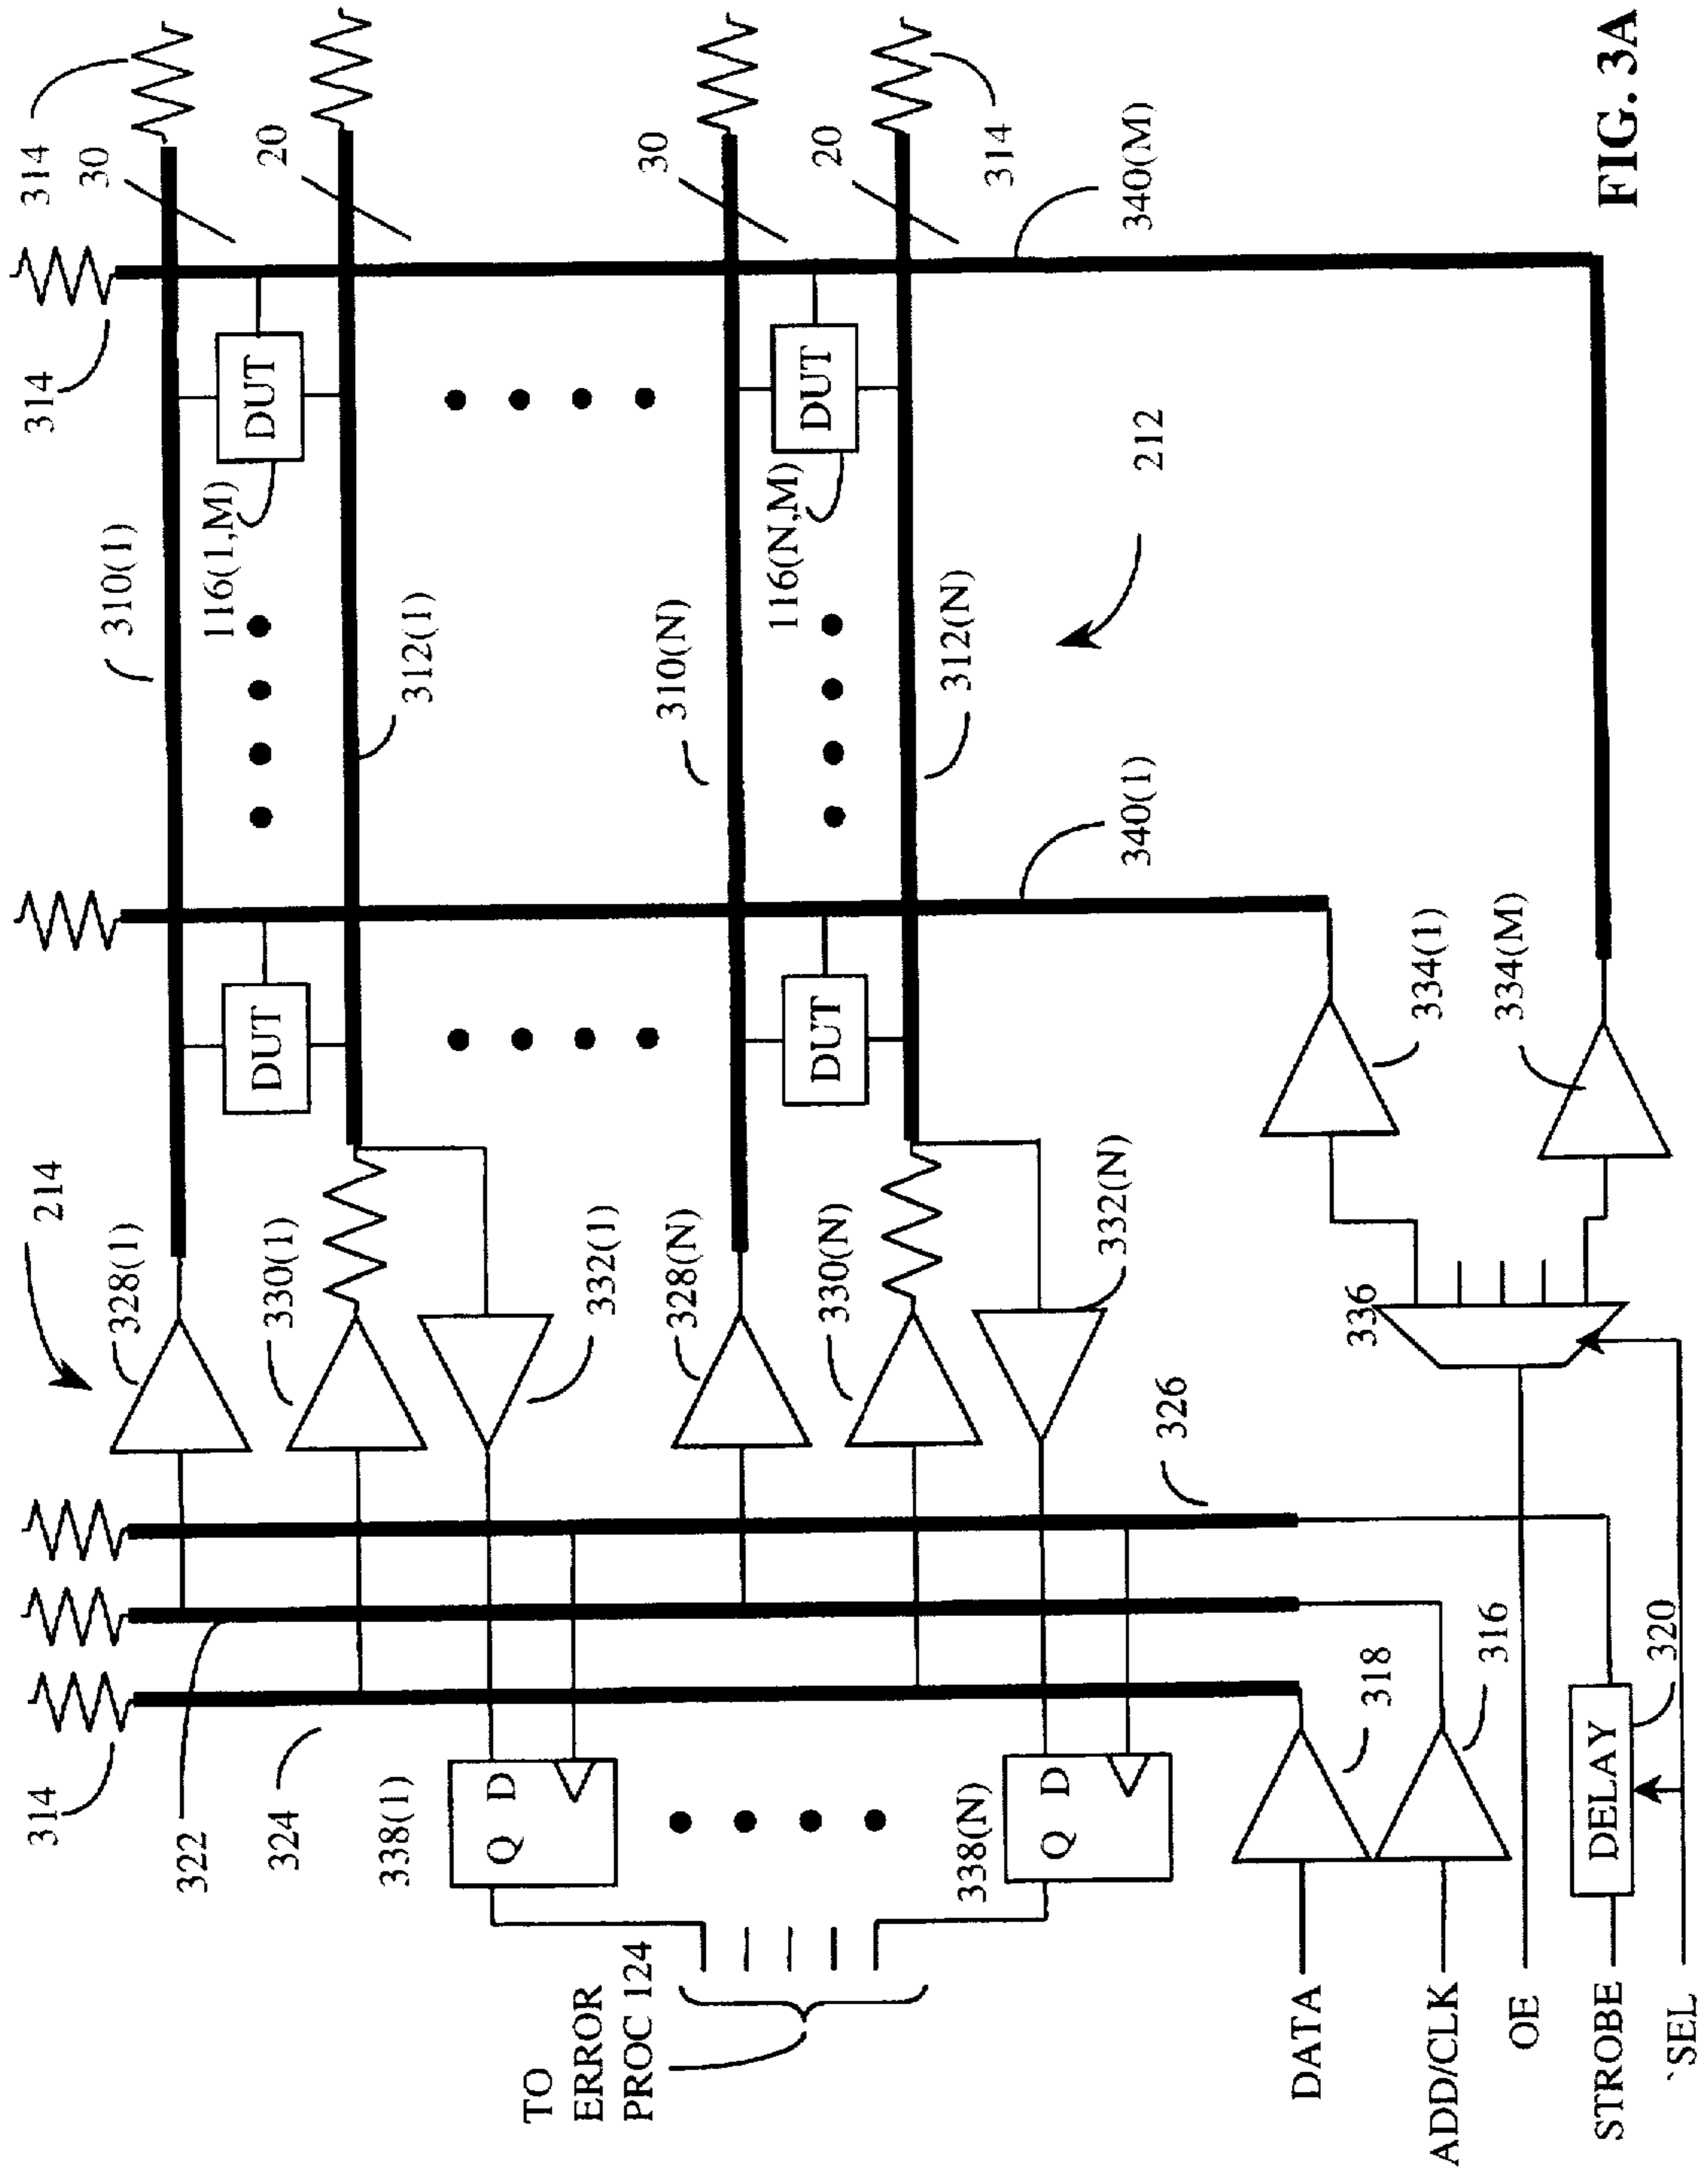 314
30
20
30
20
314
314
340(M)
FIG. 3A
DUT
DUT
116(1,M)
116(N,M)
310(1)
312(1)
310(N)
312(N)
212
340(1)
DUT
DUT
334(1)
334(M)
214
328(1)
330(1)
332(1)
328(N)
330(N)
332(N)
336
326
314
322
324
338(1)
Q D
338(N)
Q D
318
316
DELAY
320
TO
ERROR
PROC 124
DATA
ADD/CLK
OE
STROBE
`SEL